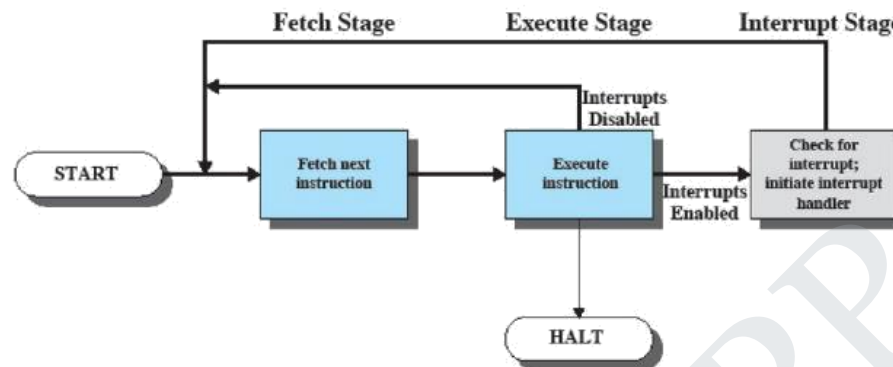 Fetch Stage
Execute Stage
Interrupt Stage
Interrupts
Disabled
START
Fetch next
instruction
Execute
instruction
Interrupts
Enabled
Check for
interrupt;
initiate interrupt
handler
HALT